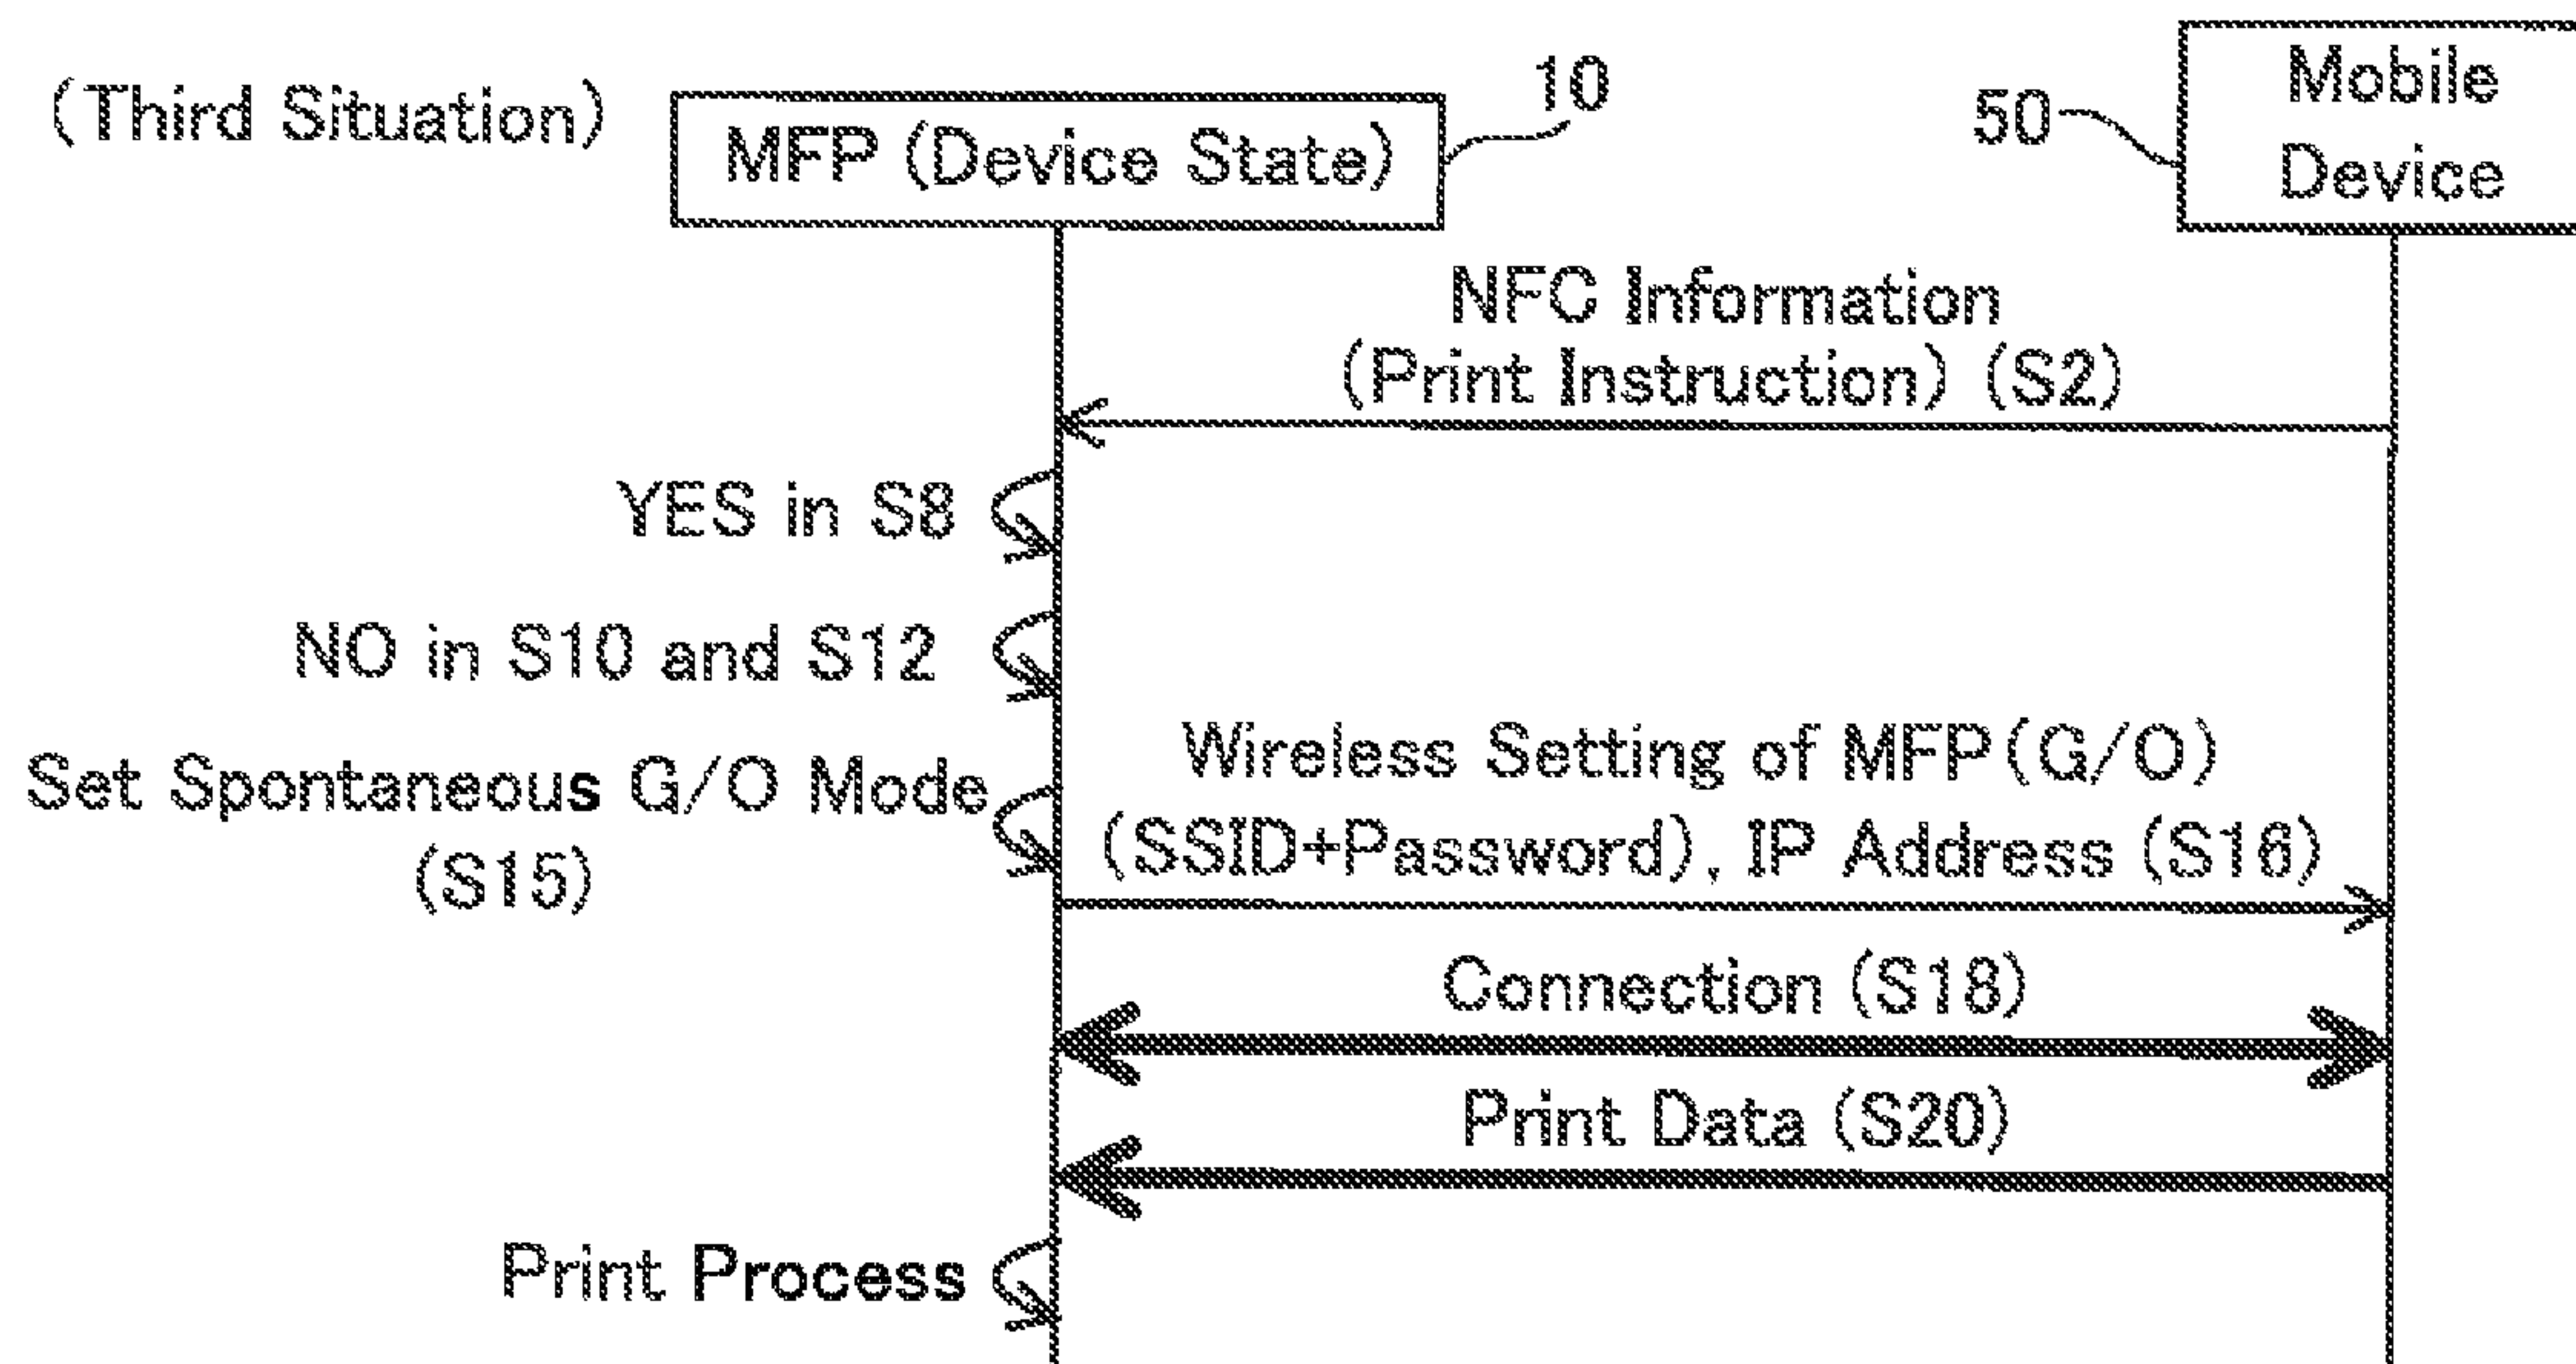 (Third Situation)
MFP (Device State)
10
50
Mobile
Device
NFC Information
(Print Instruction) (S2)
YES in S8
NO in S10 and S12
Set Spontaneous G/O Mode
(S15)
Wireless Setting of MFP(G/O)
(SSID+Password), IP Address (S16)
Connection (S18)
Print Data (S20)
Print Process